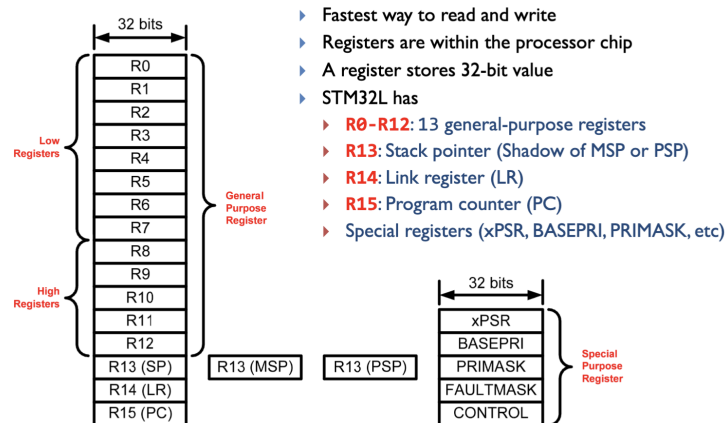 32 bits
R0
R1
R2
R3
R4
R5
R6
R7
R8
R9
R10
R11
R12
R13 (SP)
R14 (LR)
R15 (PC)
Low
Registers
High
Registers
General
Purpose
Register
R13 (MSP)
R13 (PSP)
Fastest way to read and write
Registers are within the processor chip
A register stores 32-bit value
STM32L has
R0-R12: 13 general-purpose registers
R13: Stack pointer (Shadow of MSP or PSP)
R14: Link register (LR)
R15: Program counter (PC)
Special registers (xPSR, BASEPRI, PRIMASK, etc)
32 bits
xPSR
BASEPRI
PRIMASK
FAULTMASK
CONTROL
Special
Purpose
Register